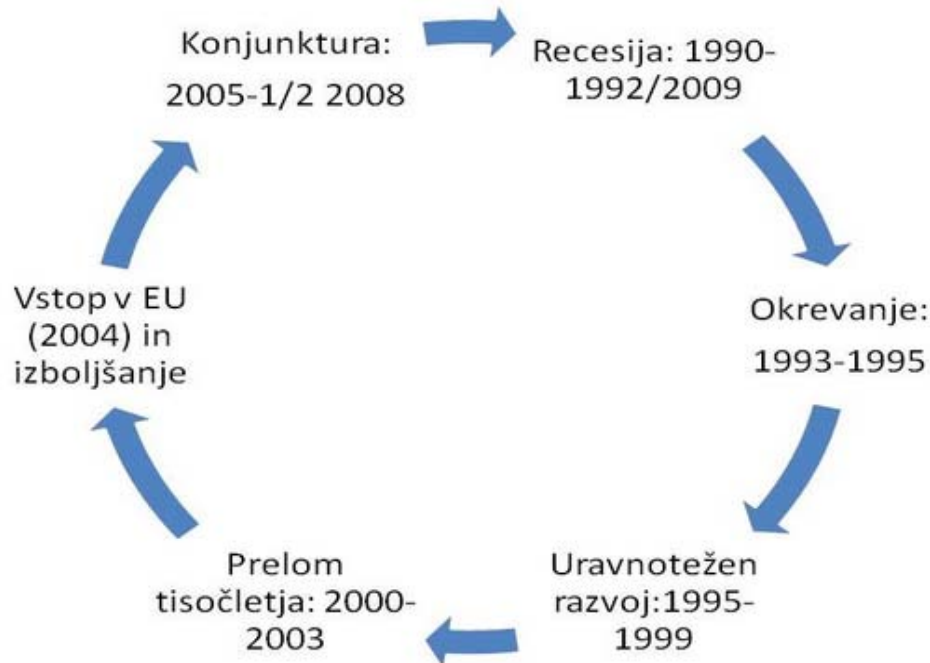 Konjunktura:
2005-1/2 2008
Recesija: 1990-
1992/2009
Okrevanje:
1993-1995
Uravnotežen
razvoj:1995-
1999
Prelom
tisočletja: 2000-
2003
Vstop v EU
(2004) in
izboljšanje